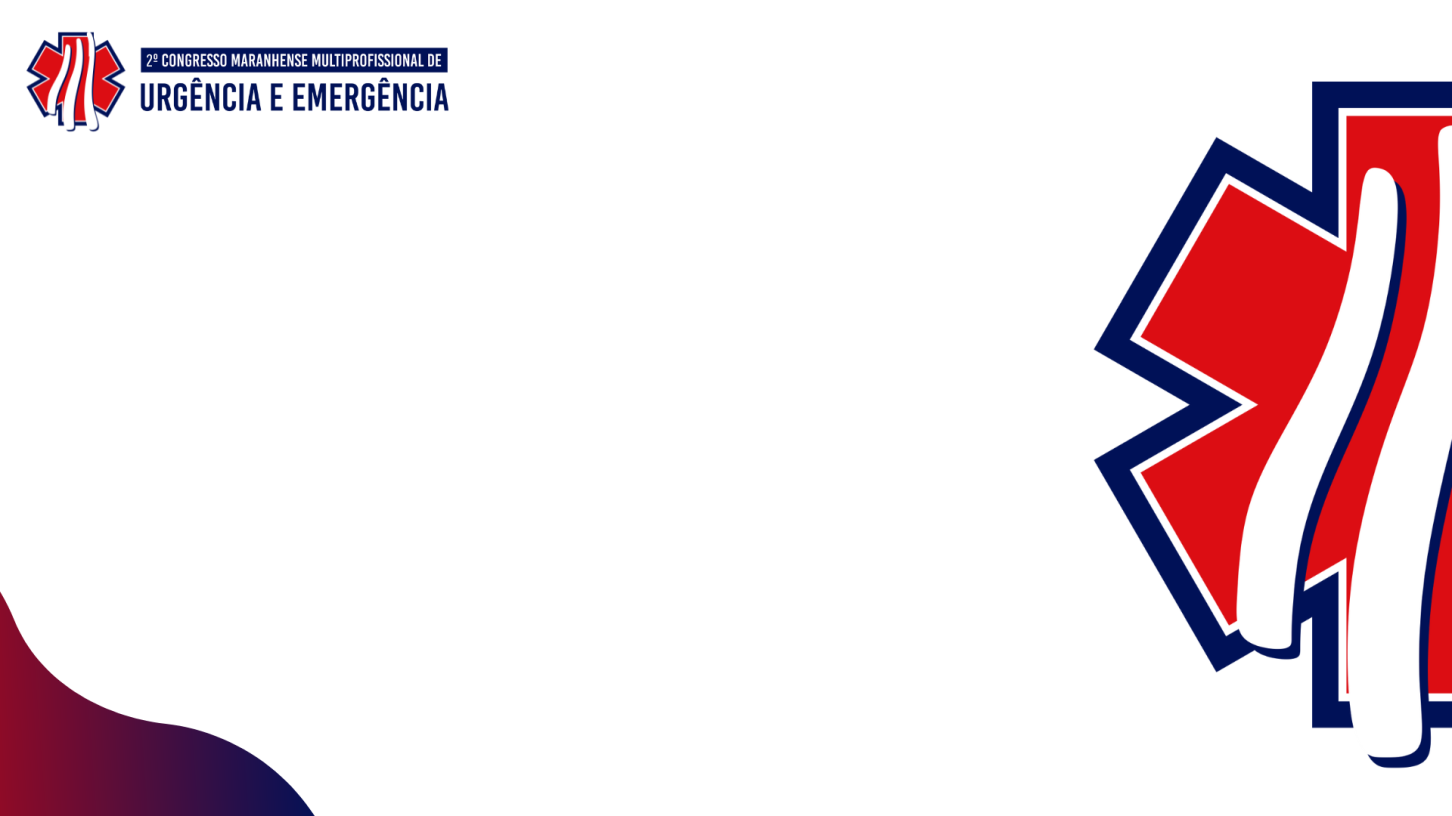 2º CONGRESSO MARANHENSE MULTIPROFISSIONAL DE
URGÊNCIA E EMERGÊNCIA